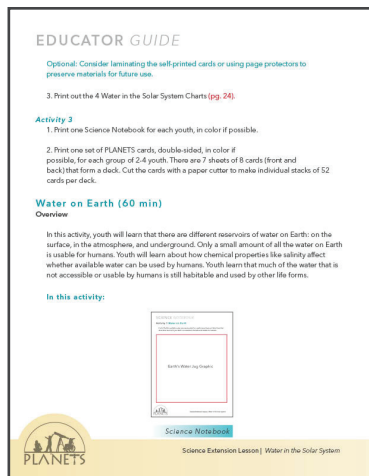 EDUCATOR GUIDE
Optional: Consider laminating the self-printed cards or using page protectors to
preserve materials for future use.
3. Print out the 4 Water in the Solar System Charts (pg. 24).
Activity 3
1. Print one Science Notebook for each youth, in color if possible.
2. Print one set of PLANETS cards, double-sided, in color if
possible, for each group of 2-4 youth. There are 7 sheets of 8 cards (front and
back) that form a deck. Cut the cards with a paper cutter to make individual stacks of 52
cards per deck.
Water on Earth (60 min)
Overview
In this activity, youth will learn that there are different reservoirs of water on Earth: on the
surface, in the atmosphere, and underground. Only a small amount of all the water on Earth
is usable for humans. Youth will learn about how chemical properties like salinity affect
whether available water can be used by humans. Youth learn that much of the water that is
not accessible or usable by humans is still habitable and used by other life forms.
In this activity:
SCIENCE NOTEBOOK
Earth's Water Jug Graphic
Science Notebook
PLANETS
Science Extension Lesson | Water in the Solar System